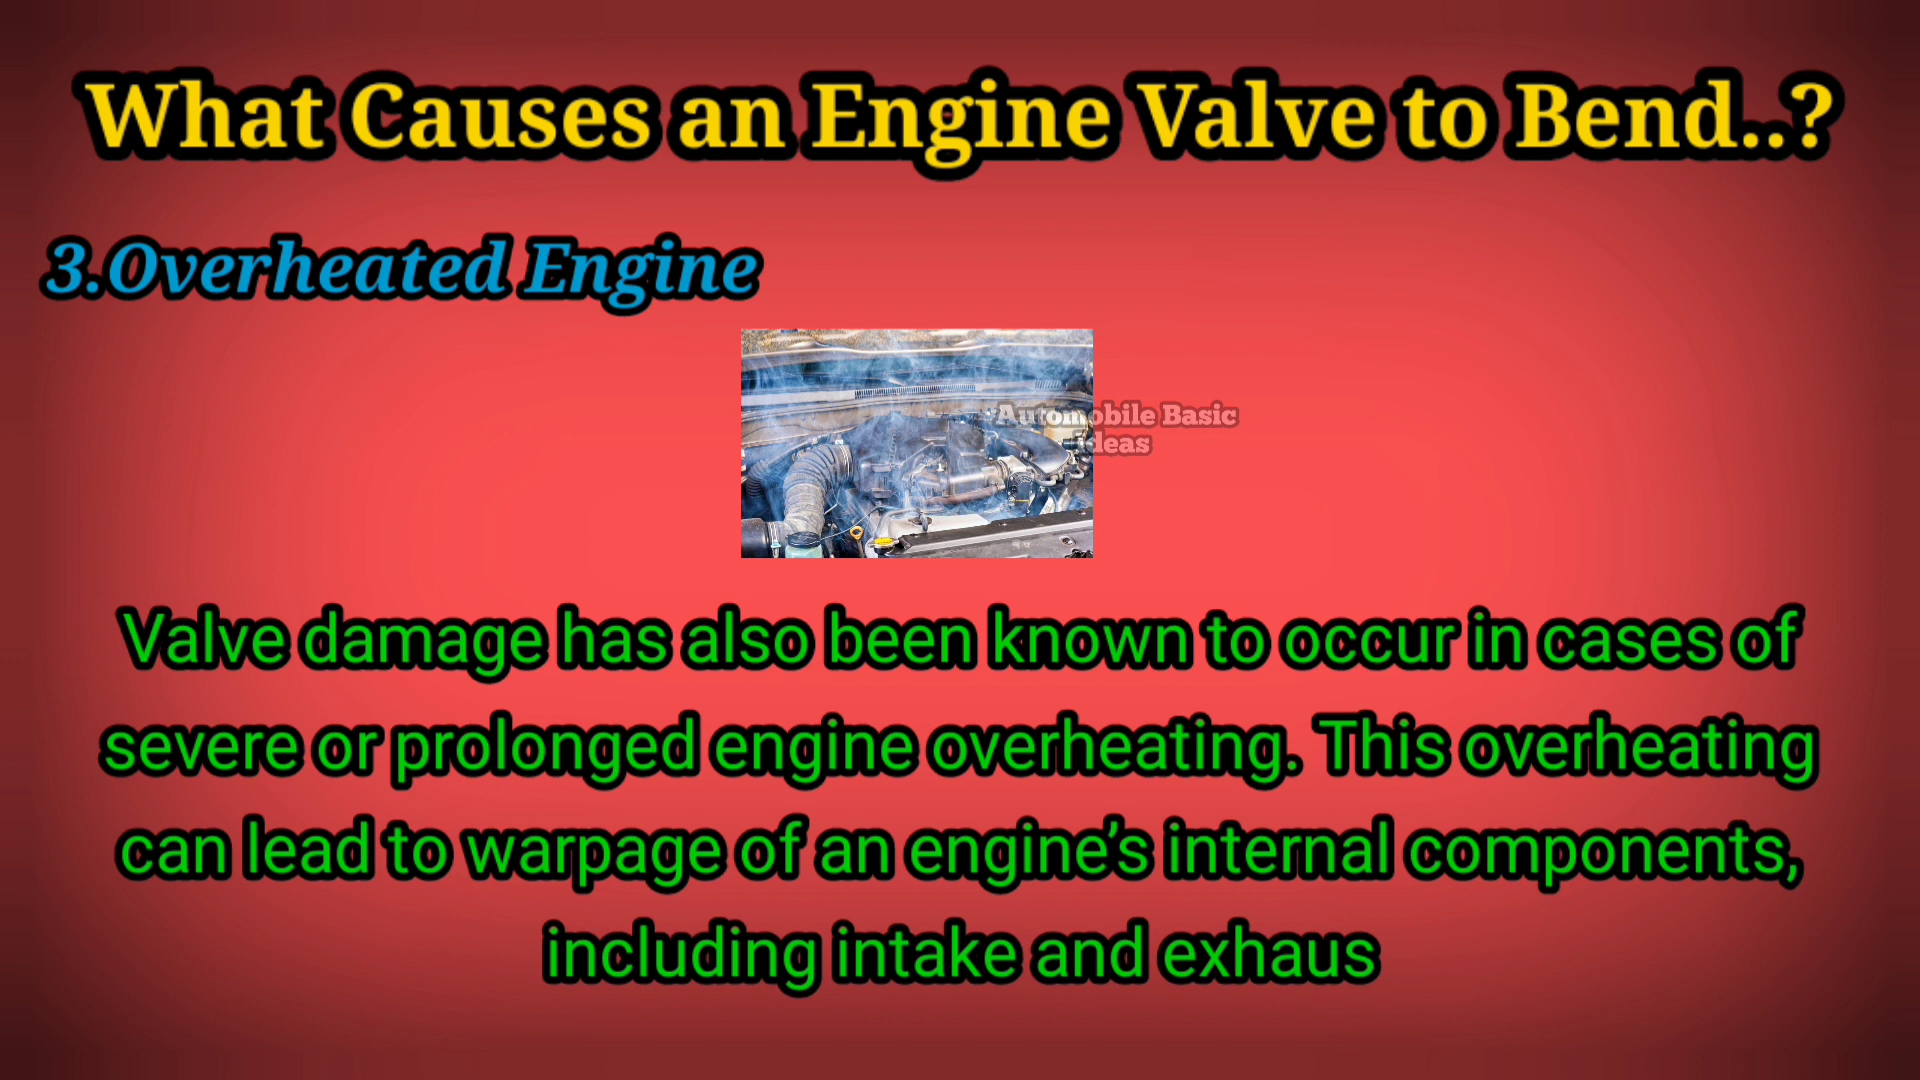 What Causes an Engine Valve to Bend..?
3.Overheated Engine
Automobile Basic
Ideas
Valve damage has also been known to occur in cases of
severe or prolonged engine overheating. This overheating
can lead to warpage of an engine’s internal components,
including intake and exhaus